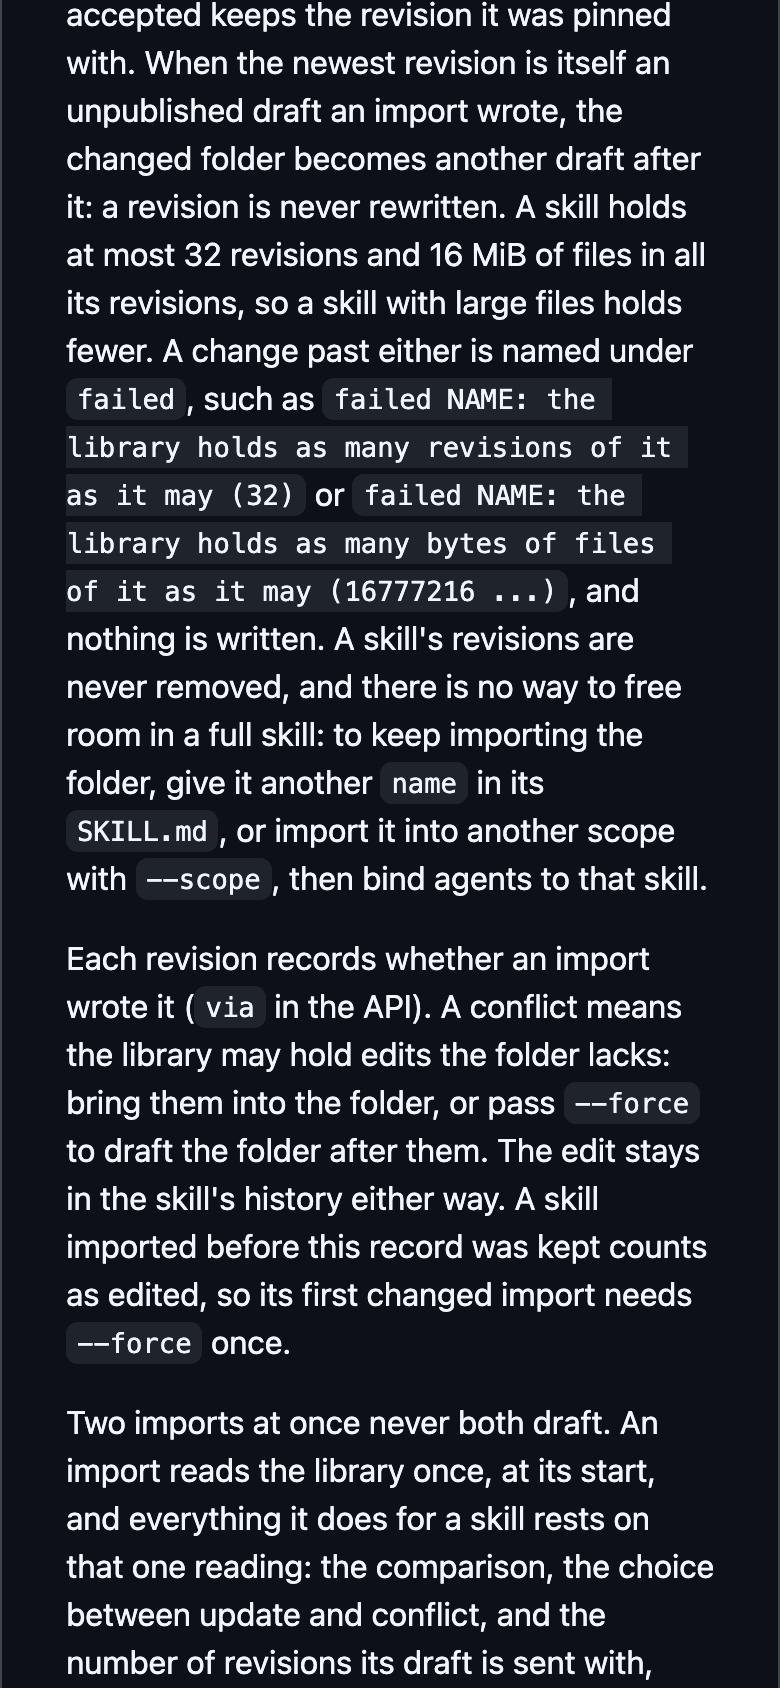 accepted keeps the revision it was pinned
with. When the newest revision is itself an
unpublished draft an import wrote, the
changed folder becomes another draft after
it: a revision is never rewritten. A skill holds
at most 32 revisions and 16 MiB of files in all
its revisions, so a skill with large files holds
fewer. A change past either is named under
failed, such as failed NAME: the
library holds as many revisions of it
as it may (32) or failed NAME: the
library holds as many bytes of files
of it as it may (16777216 ...), and
nothing is written. A skill's revisions are
never removed, and there is no way to free
room in a full skill: to keep importing the
folder, give it another name in its
SKILL.md, or import it into another scope
with --scope, then bind agents to that skill.
Each revision records whether an import
wrote it (via in the API). A conflict means
the library may hold edits the folder lacks:
bring them into the folder, or pass --force
to draft the folder after them. The edit stays
in the skill's history either way. A skill
imported before this record was kept counts
as edited, so its first changed import needs
--force once.
Two imports at once never both draft. An
import reads the library once, at its start,
and everything it does for a skill rests on
that one reading: the comparison, the choice
between update and conflict, and the
number of revisions its draft is sent with,